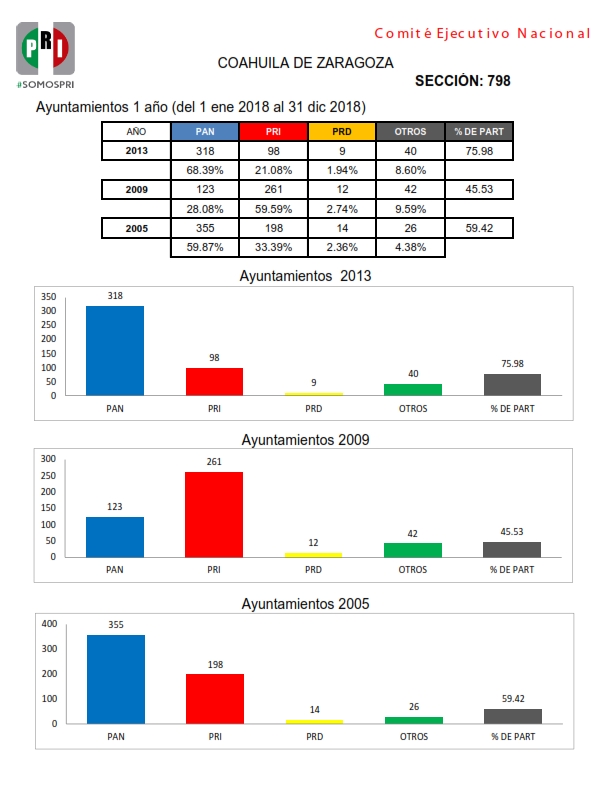 Comité Ejecutivo Nacional
PRI
#SOMOSPRI
COAHUILA DE ZARAGOZA
SECCIÓN: 798
Ayuntamientos 1 año (del 1 ene 2018 al 31 dic 2018)
AÑO PAN PRI PRD OTROS % DE PART
2013 318 98 9 40 75.98
68.39% 21.08% 1.94% 8.60%
2009 123 261 12 42 45.53
28.08% 59.59% 2.74% 9.59%
2005 355 198 14 26 59.42
59.87% 33.39% 2.36% 4.38%
Ayuntamientos 2013
350
300
250
200
150
100
50
0
318
98
9
40
75.98
PAN PRI PRD OTROS % DE PART
Ayuntamientos 2009
300
250
200
150
100
50
0
123
261
12
42
45.53
PAN PRI PRD OTROS % DE PART
Ayuntamientos 2005
400
300
200
100
0
355
198
14
26
59.42
PAN PRI PRD OTROS % DE PART